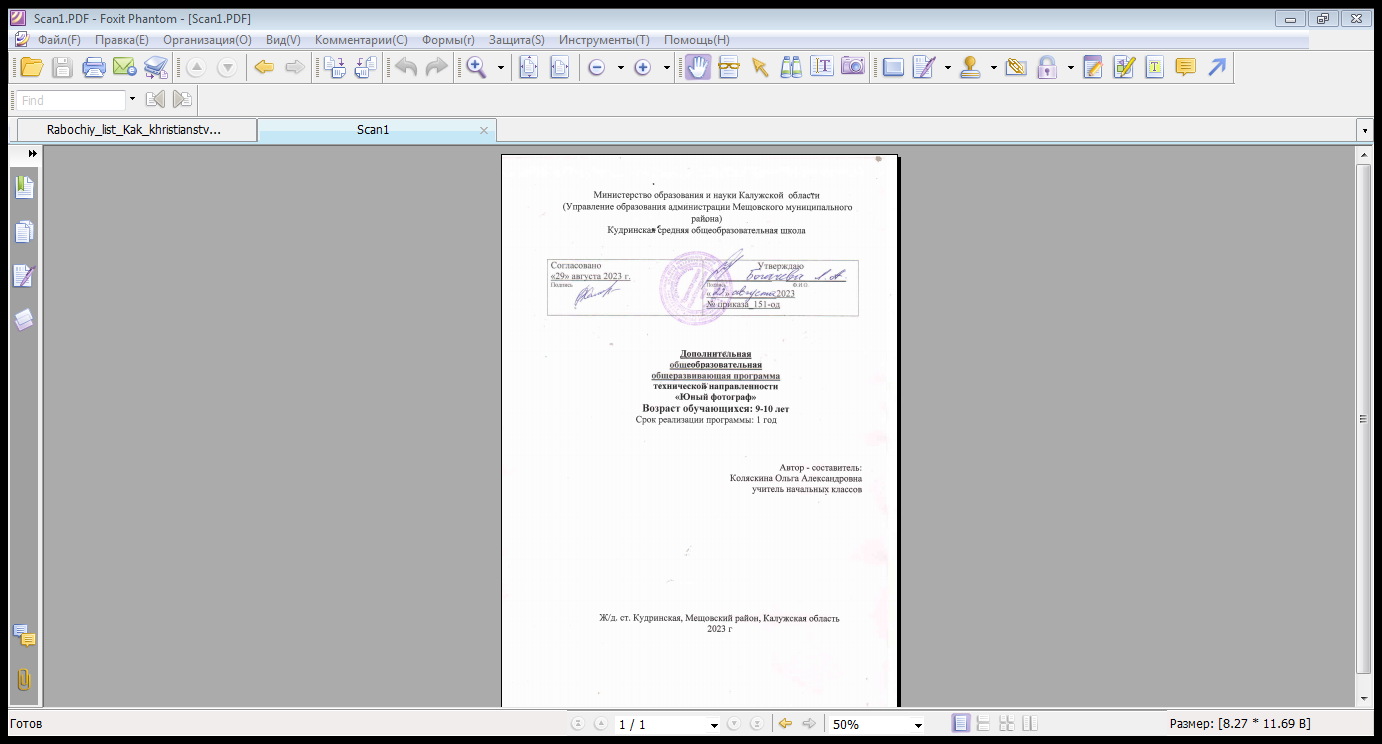 Scan1.PDF - Foxit Phantom - [Scan1.PDF]
Файл(F) Правка(E) Организация(O) Вид(V) Комментарии(C) Формы(r) Защита(S) Инструменты(T) Помощь(H)
Find
Rabochiy_list_Kak_khristianstv... Scan1
Министерство образования и науки Калужской области
(Управление образования администрации Мещовского муниципального
района)
Кудринская средняя общеобразовательная школа
Согласовано
«29» августа 2023 г.
Подпись
Утверждаю
Богачева Л А
Подпись Ф.И.О.
«29» августа 2023
№ приказа_151-од
Дополнительная
общеобразовательная
общеразвивающая программа
технической направленности
«Юный фотограф»
Возраст обучающихся: 9-10 лет
Срок реализации программы: 1 год
Автор - составитель:
Коляскина Ольга Александровна
учитель начальных классов
Ж/д. ст. Кудринская, Мещовский район, Калужская область
2023 г
Готов 1 / 1 50% Размер: [8.27 * 11.69 В]